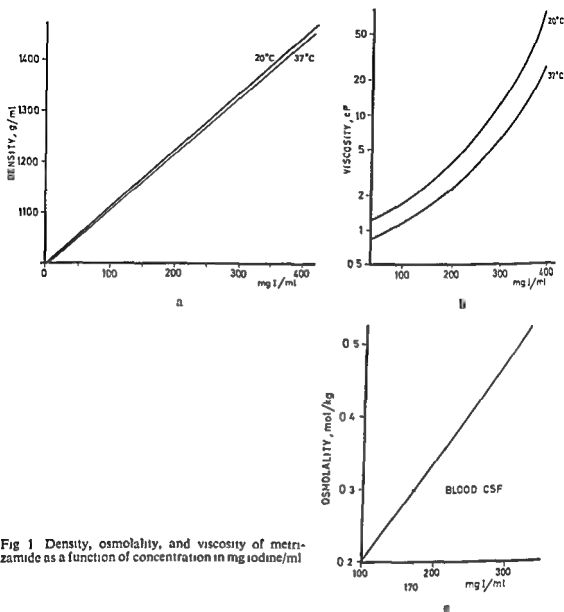 DENSITY, g/ml
1400
1300
1200
1100
0
100
200
300
400
mg I/ml
20°C
37°C
a
VISCOSITY, cP
50
20
10
5
2
1
0 5
100
200
300
400
mg I/ml
20°C
37°C
b
OSMOLALITY, mol/kg
0 5
0 4
0 3
0 2
100
170
200
300
mg I/ml
BLOOD CSF
Fig 1 Density, osmolality, and viscosity of metri-
zamide as a function of concentration in mg iodine/ml